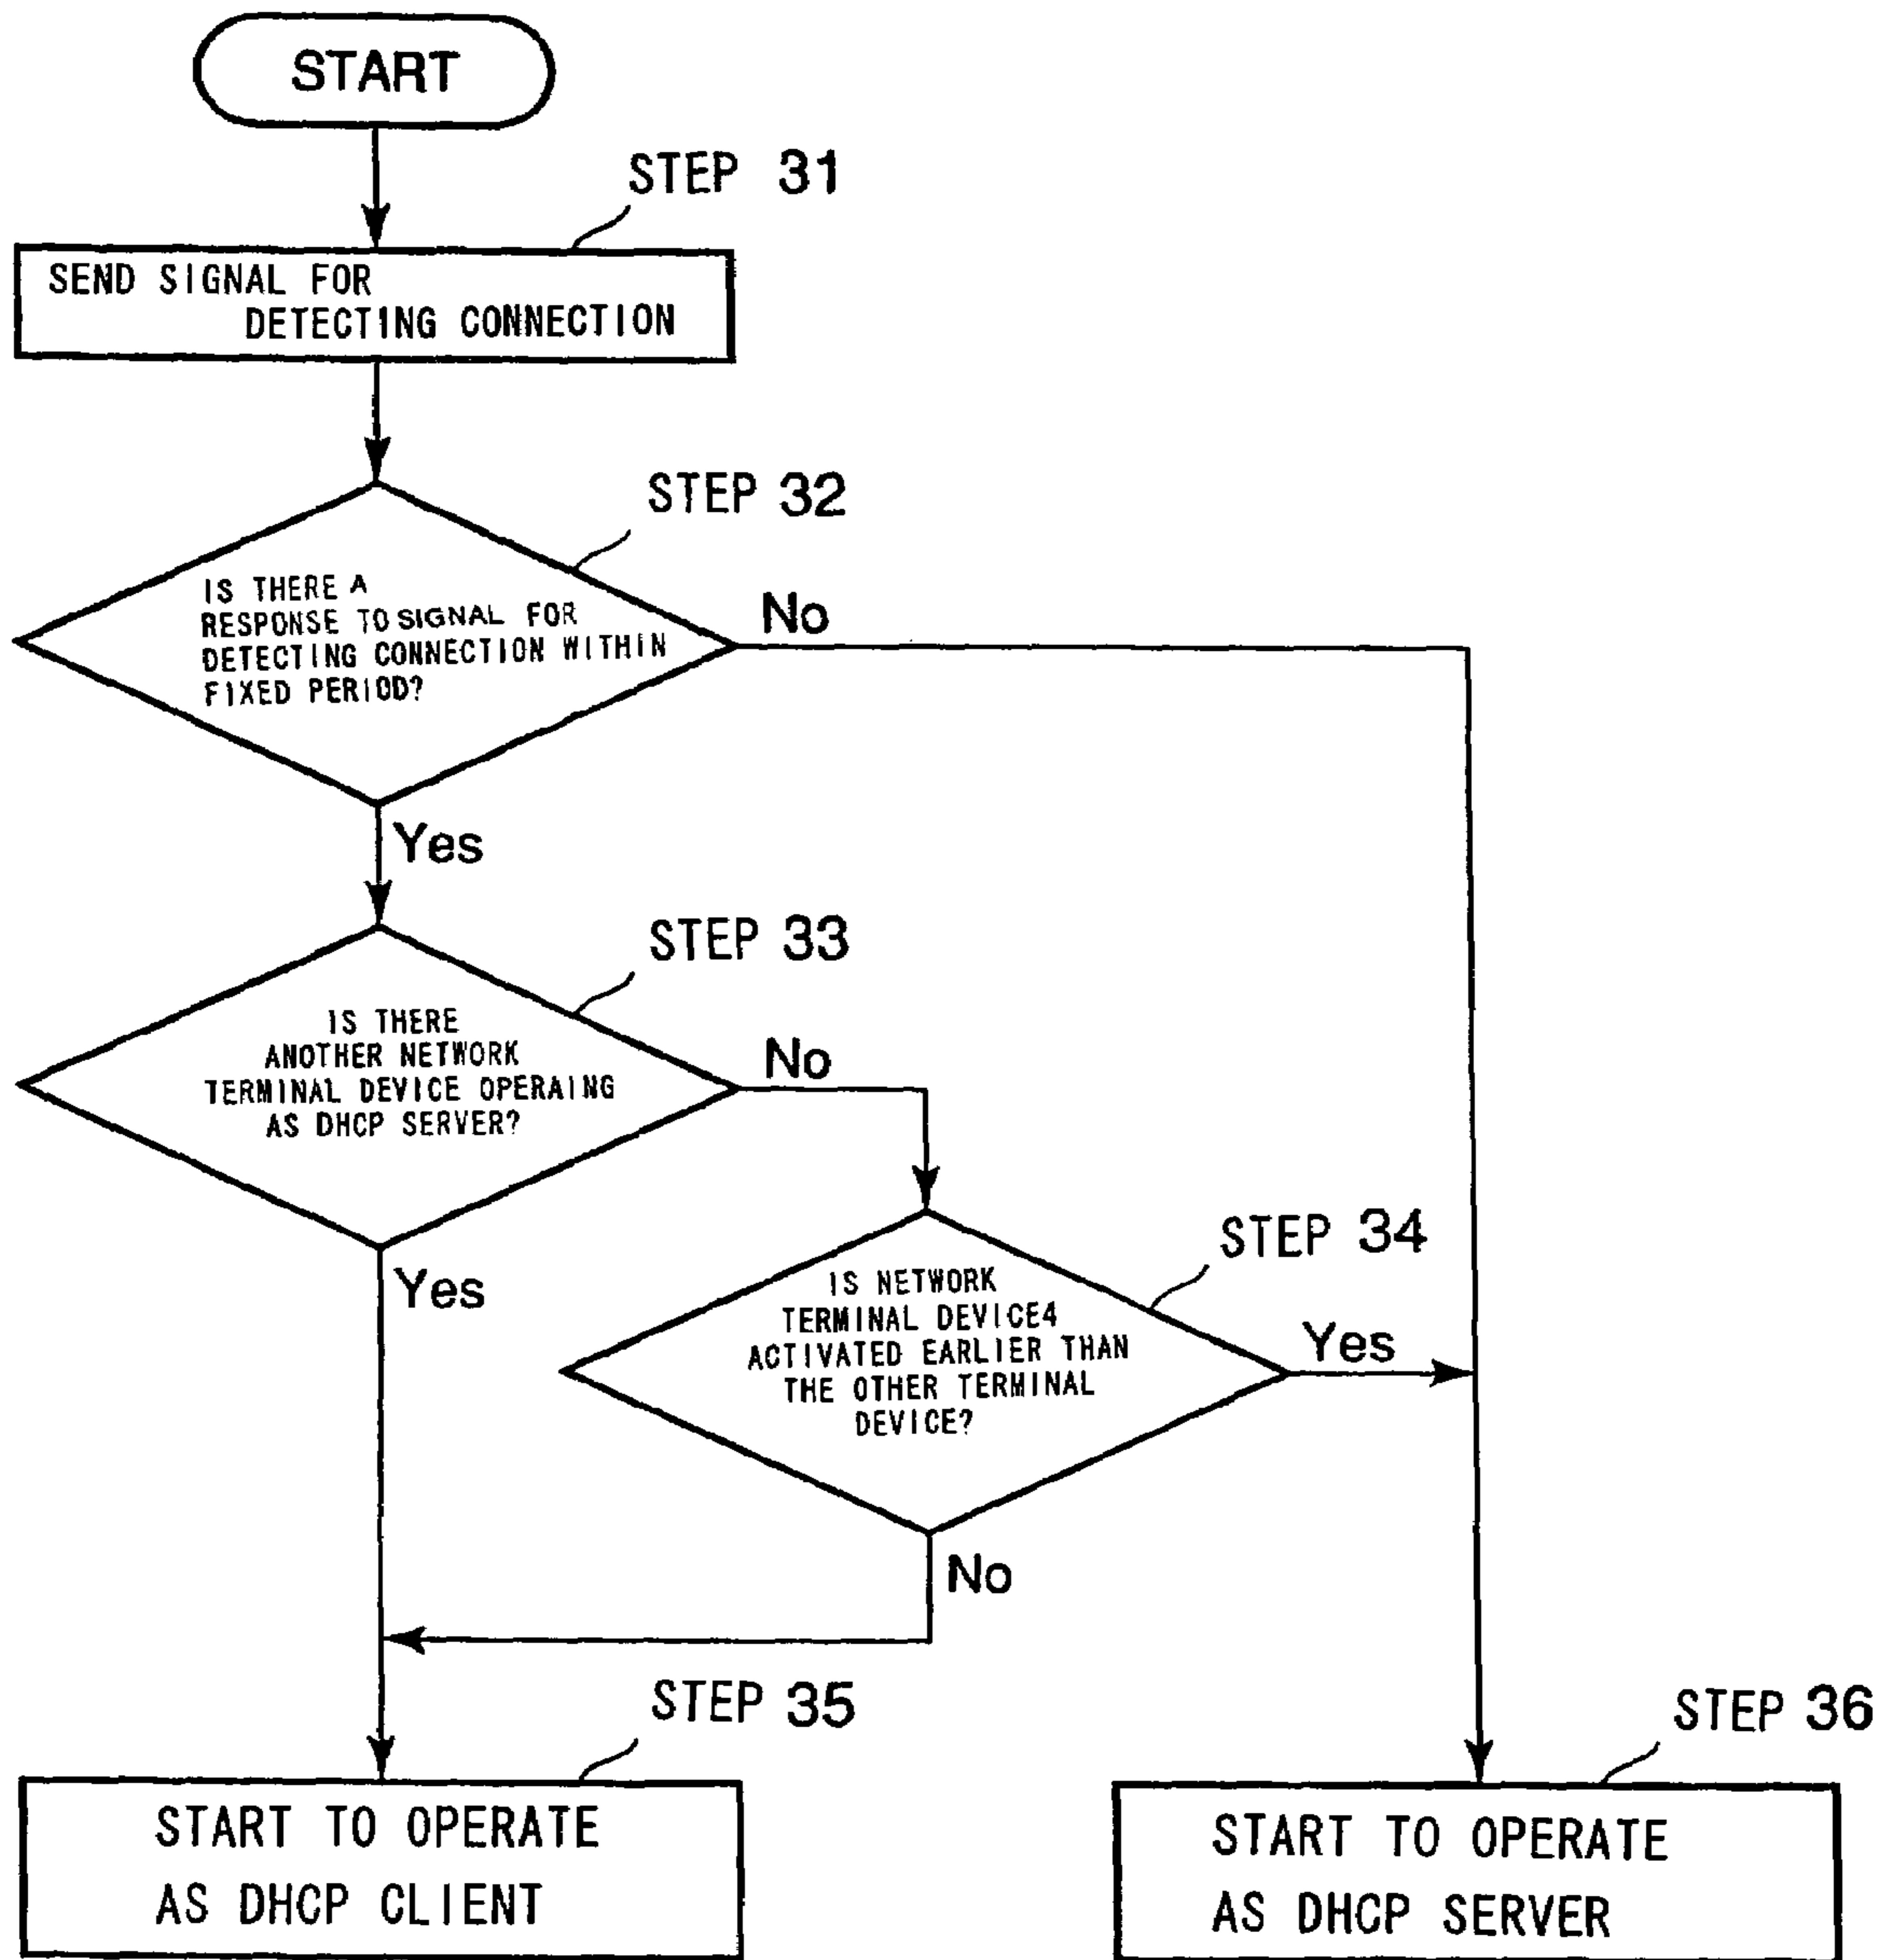 START
STEP 31
SEND SIGNAL FOR
DETECTING CONNECTION
STEP 32
IS THERE A
RESPONSE TO SIGNAL FOR
DETECTING CONNECTION WITHIN
FIXED PERIOD?
No
Yes
STEP 33
IS THERE
ANOTHER NETWORK
TERMINAL DEVICE OPERAING
AS DHCP SERVER?
No
Yes
STEP 34
IS NETWORK
TERMINAL DEVICE4
ACTIVATED EARLIER THAN
THE OTHER TERMINAL
DEVICE?
Yes
No
STEP 35
START TO OPERATE
AS DHCP CLIENT
STEP 36
START TO OPERATE
AS DHCP SERVER